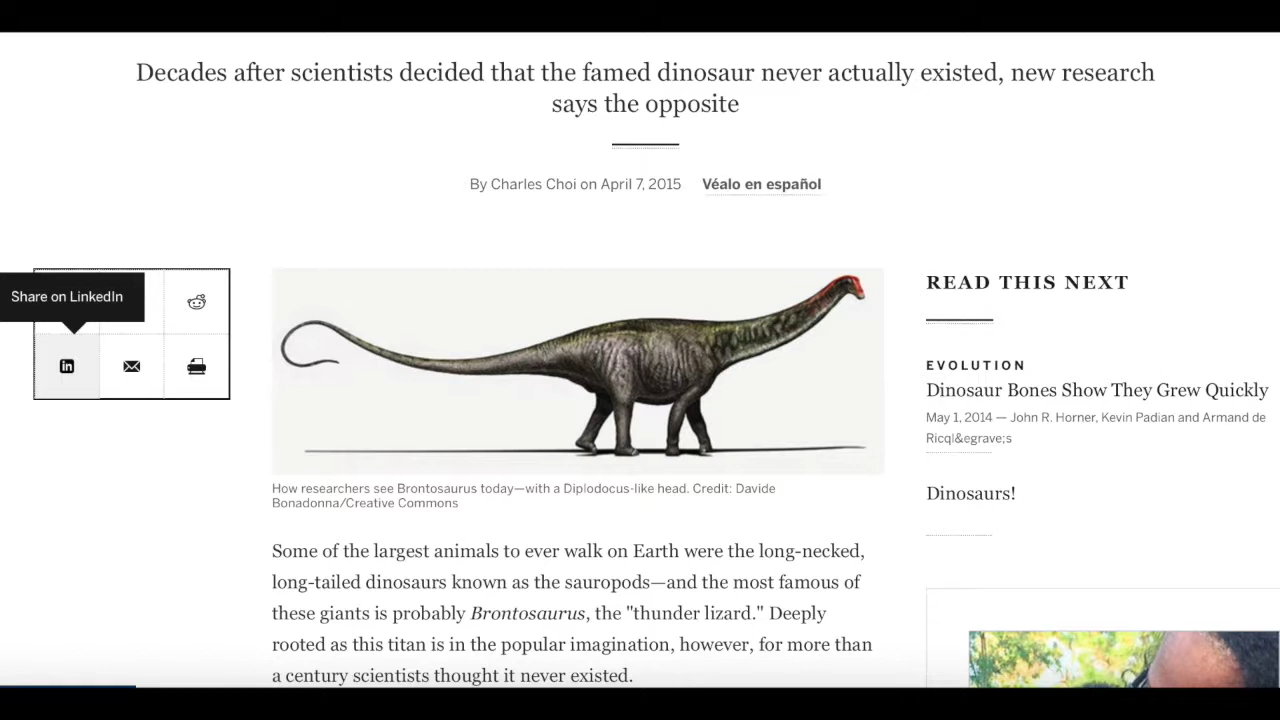 Decades after scientists decided that the famed dinosaur never actually existed, new research
says the opposite
By Charles Choi on April 7, 2015 Véalo en español
Share on LinkedIn
in
How researchers see Brontosaurus today—with a Diplodocus-like head. Credit: Davide
Bonadonna/Creative Commons
Some of the largest animals to ever walk on Earth were the long-necked,
long-tailed dinosaurs known as the sauropods—and the most famous of
these giants is probably Brontosaurus, the "thunder lizard." Deeply
rooted as this titan is in the popular imagination, however, for more than
a century scientists thought it never existed.
READ THIS NEXT
EVOLUTION
Dinosaur Bones Show They Grew Quickly
May 1, 2014 — John R. Horner, Kevin Padian and Armand de
Ricql&egrave;s
Dinosaurs!